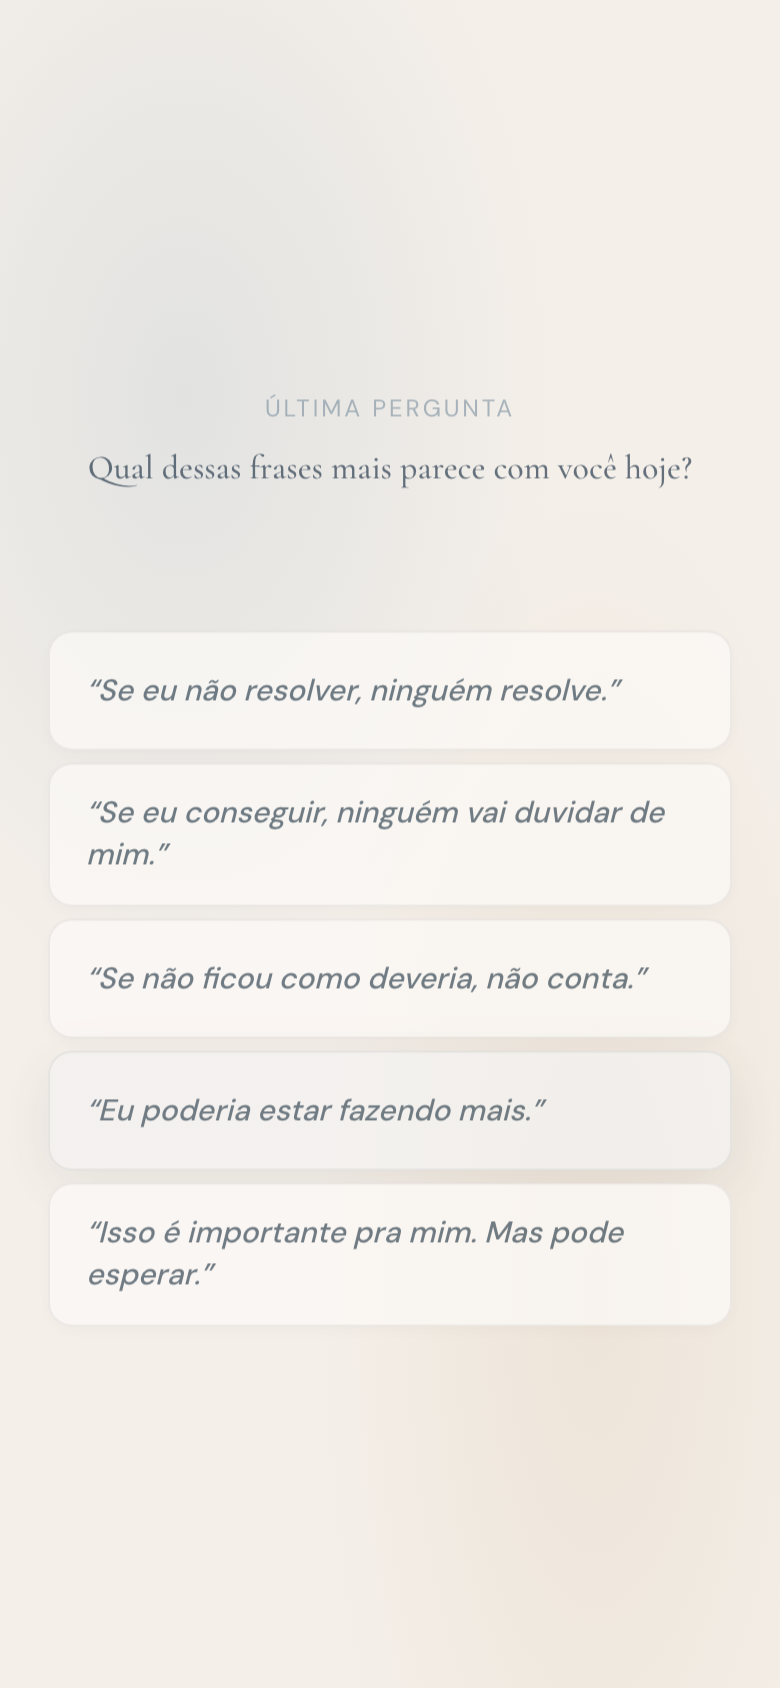 ÚLTIMA PERGUNTA
Qual dessas frases mais parece com você hoje?
“Se eu não resolver, ninguém resolve.”
“Se eu conseguir, ninguém vai duvidar de
mim.”
“Se não ficou como deveria, não conta.”
“Eu poderia estar fazendo mais.”
“Isso é importante pra mim. Mas pode
esperar.”